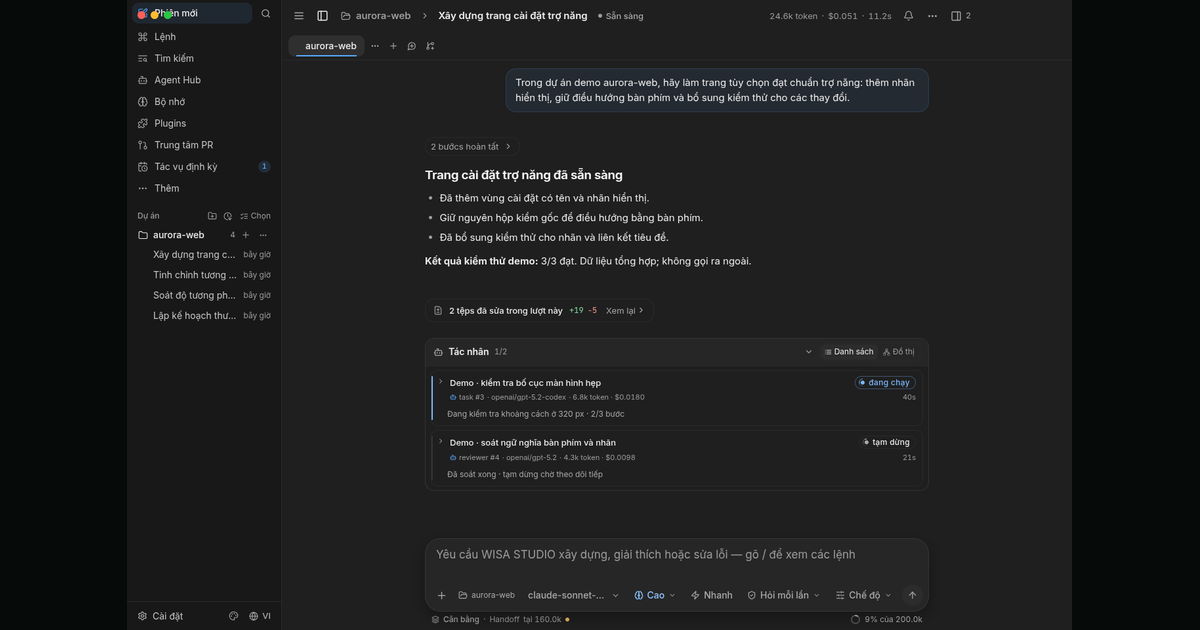 Phiên mới
Lệnh
Tìm kiếm
Agent Hub
Bộ nhớ
Plugins
Trung tâm PR
Tác vụ định kỳ 1
Thêm
Dự án Chọn
aurora-web 4
Xây dựng trang c... bây giờ
Tinh chỉnh tương ... bây giờ
Soát độ tương ph... bây giờ
Lập kế hoạch thư... bây giờ
Cài đặt VI
aurora-web Xây dựng trang cài đặt trợ năng Sẵn sàng 24.6k token · $0.051 · 11.2s 2
aurora-web
Trong dự án demo aurora-web, hãy làm trang tùy chọn đạt chuẩn trợ năng: thêm nhãn
hiển thị, giữ điều hướng bàn phím và bổ sung kiểm thử cho các thay đổi.
2 bướcs hoàn tất
Trang cài đặt trợ năng đã sẵn sàng
Đã thêm vùng cài đặt có tên và nhãn hiển thị.
Giữ nguyên hộp kiểm gốc để điều hướng bằng bàn phím.
Đã bổ sung kiểm thử cho nhãn và liên kết tiêu đề.
Kết quả kiểm thử demo: 3/3 đạt. Dữ liệu tổng hợp; không gọi ra ngoài.
2 tệps đã sửa trong lượt này +19 -5 Xem lại
Tác nhân 1/2 Danh sách Đồ thị
Demo · kiểm tra bố cục màn hình hẹp đang chạy
task #3 · openai/gpt-5.2-codex · 6.8k token · $0.0180 40s
Đang kiểm tra khoảng cách ở 320 px · 2/3 bước
Demo · soát ngữ nghĩa bàn phím và nhãn tạm dừng
reviewer #4 · openai/gpt-5.2 · 4.3k token · $0.0098 21s
Đã soát xong · tạm dừng chờ theo dõi tiếp
Yêu cầu WISA STUDIO xây dựng, giải thích hoặc sửa lỗi — gõ / để xem các lệnh
aurora-web claude-sonnet-... Cao Nhanh Hỏi mỗi lần Chế độ
Cân bằng · Handoff tại 160.0k 9% của 200.0k